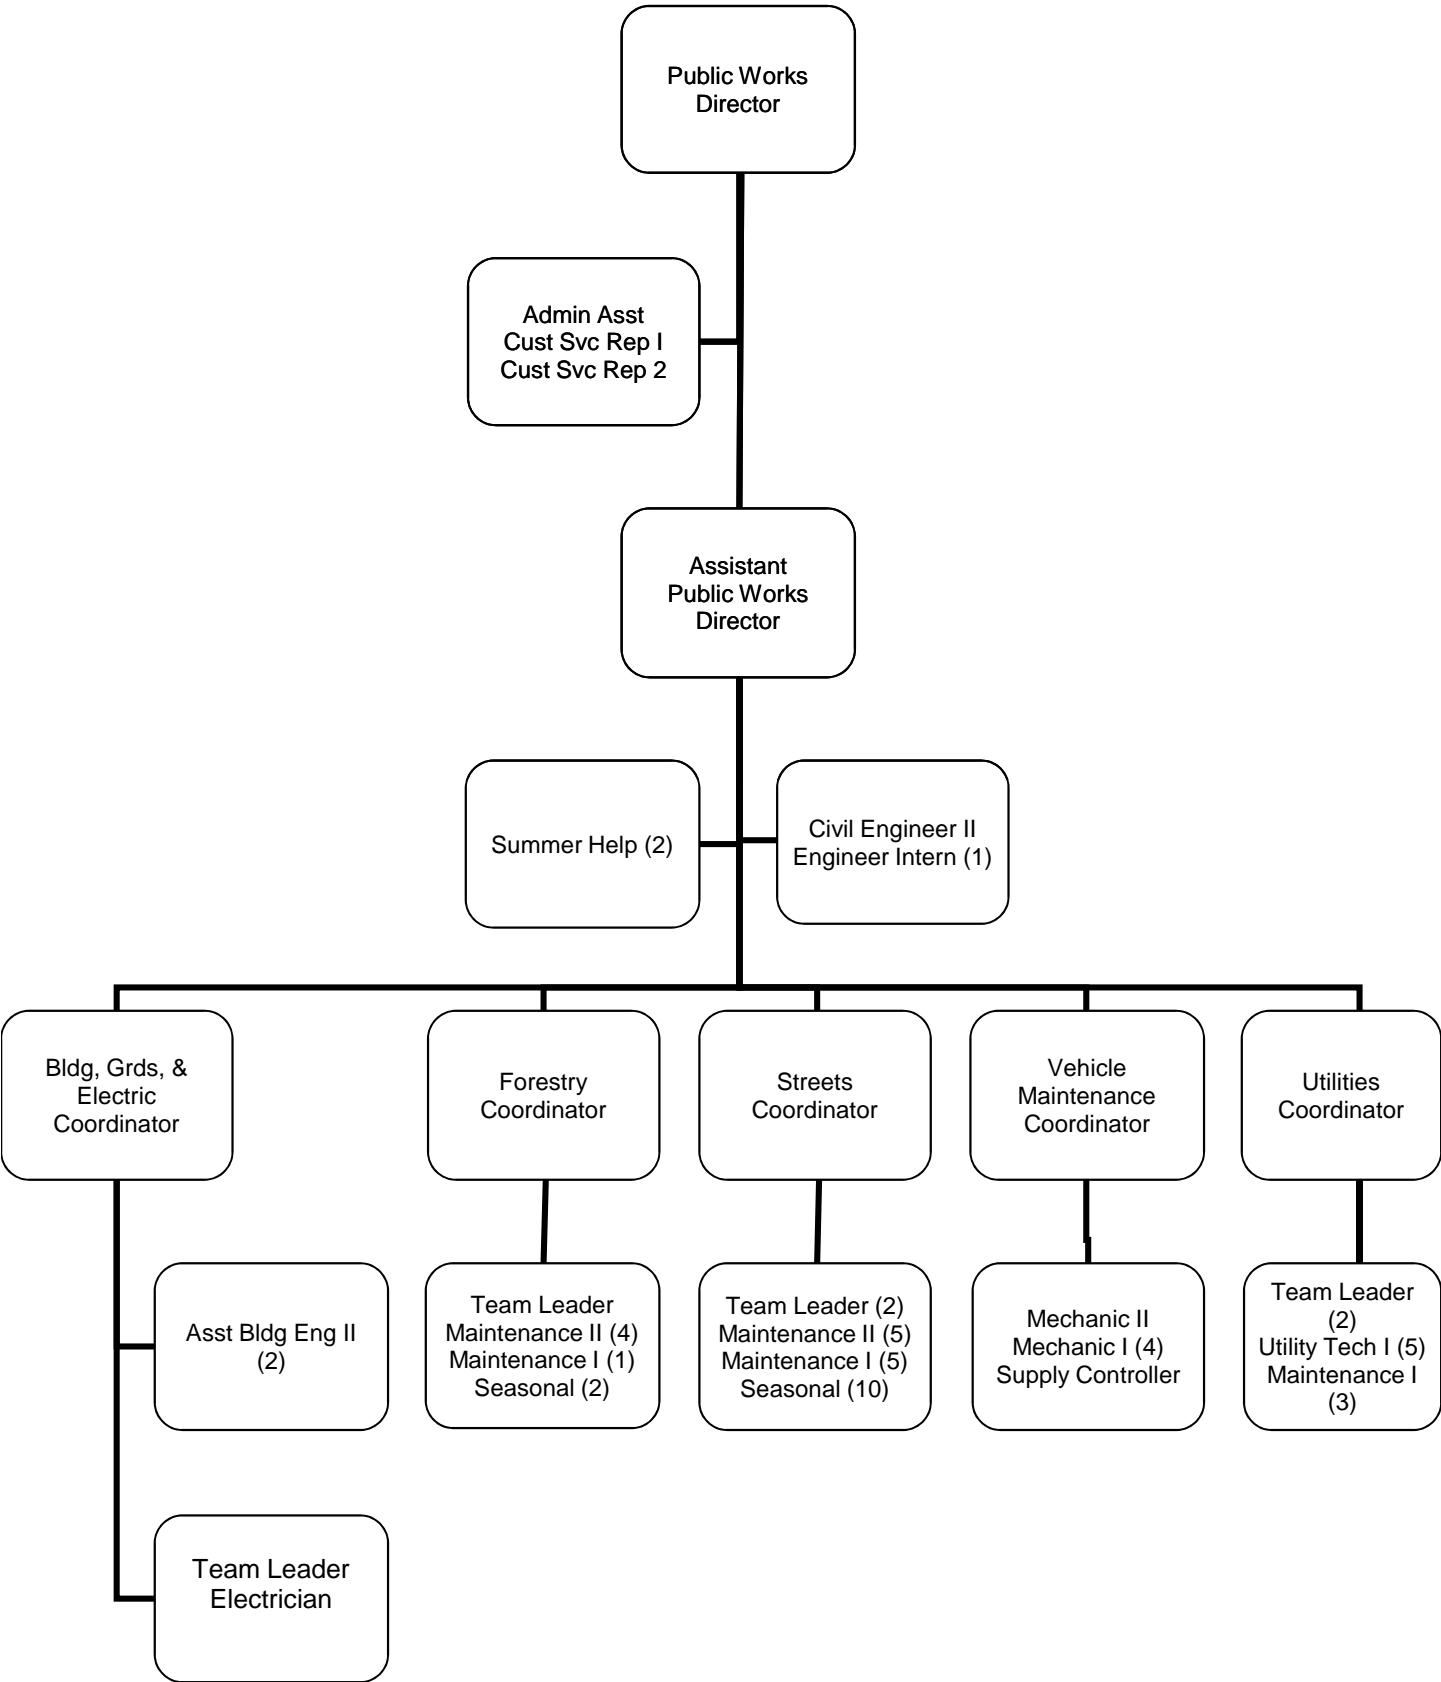 Public Works
Director
Admin Asst
Cust Svc Rep I
Cust Svc Rep 2
Assistant
Public Works
Director
Summer Help (2)
Civil Engineer II
Engineer Intern (1)
Bldg, Grds, &
Electric
Coordinator
Forestry
Coordinator
Streets
Coordinator
Vehicle
Maintenance
Coordinator
Utilities
Coordinator
Asst Bldg Eng II
(2)
Team Leader
Maintenance II (4)
Maintenance I (1)
Seasonal (2)
Team Leader (2)
Maintenance II (5)
Maintenance I (5)
Seasonal (10)
Mechanic II
Mechanic I (4)
Supply Controller
Team Leader
(2)
Utility Tech I (5)
Maintenance I
(3)
Team Leader
Electrician